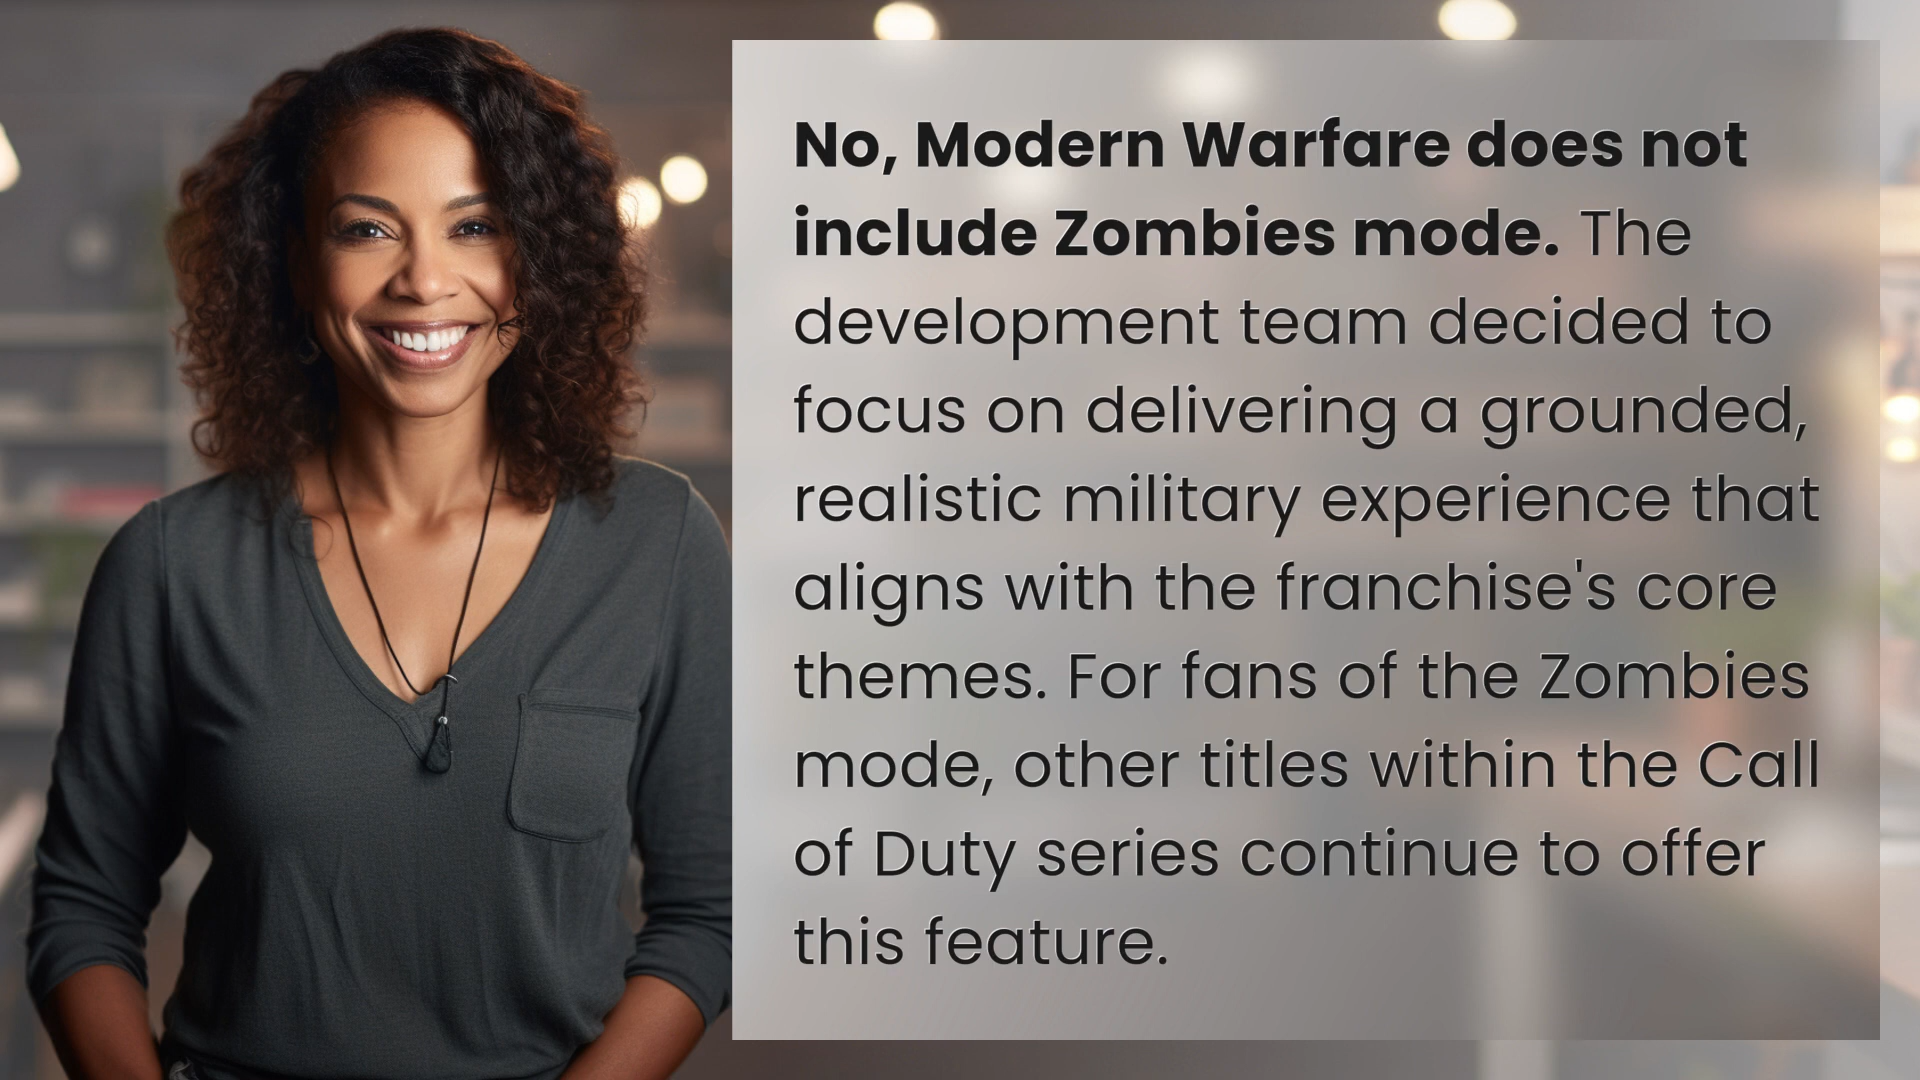 No, Modern Warfare does not
include Zombies mode. The
development team decided to
focus on delivering a grounded,
realistic military experience that
aligns with the franchise's core
themes. For fans of the Zombies
mode, other titles within the Call
of Duty series continue to offer
this feature.